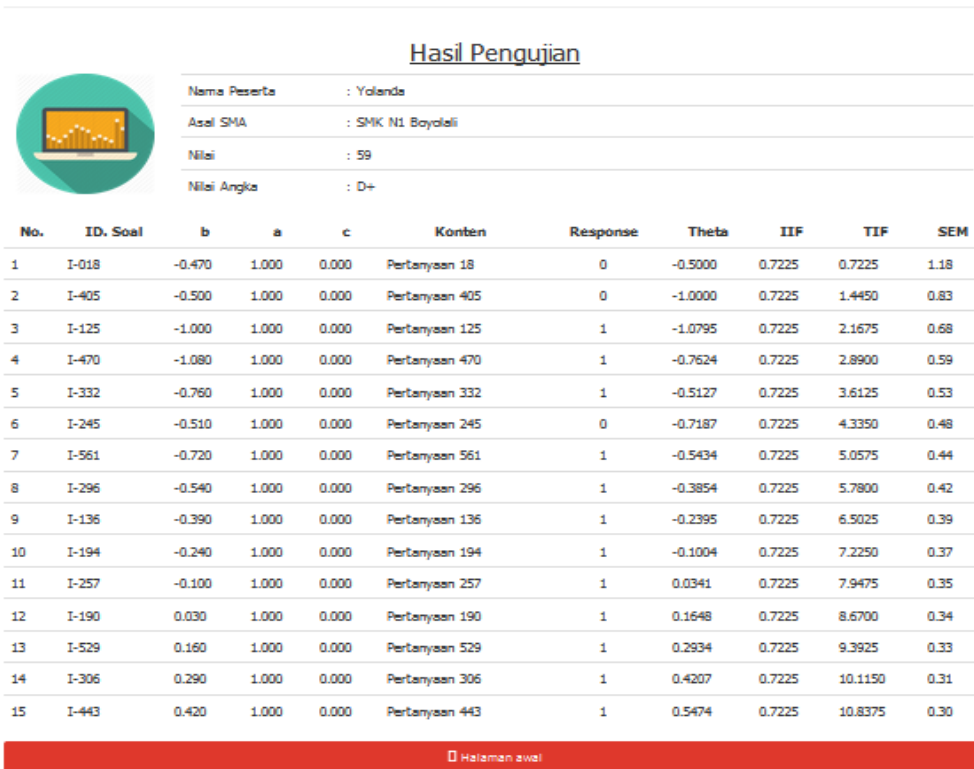 Hasil Pengujian
Nama Peserta : Yolanda
Asal SMA : SMK N1 Boyolali
Nilai : 59
Nilai Angka : D+
No. ID. Soal b a c Konten Response Theta IIF TIF SEM
1 I-018 -0.470 1.000 0.000 Pertanyaan 18 0 -0.5000 0.7225 0.7225 1.18
2 I-405 -0.500 1.000 0.000 Pertanyaan 405 0 -1.0000 0.7225 1.4450 0.83
3 I-125 -1.000 1.000 0.000 Pertanyaan 125 1 -1.0795 0.7225 2.1675 0.68
4 I-470 -1.080 1.000 0.000 Pertanyaan 470 1 -0.7624 0.7225 2.8900 0.59
5 I-332 -0.760 1.000 0.000 Pertanyaan 332 1 -0.5127 0.7225 3.6125 0.53
6 I-245 -0.510 1.000 0.000 Pertanyaan 245 0 -0.7187 0.7225 4.3350 0.48
7 I-561 -0.720 1.000 0.000 Pertanyaan 561 1 -0.5434 0.7225 5.0575 0.44
8 I-296 -0.540 1.000 0.000 Pertanyaan 296 1 -0.3854 0.7225 5.7800 0.42
9 I-136 -0.390 1.000 0.000 Pertanyaan 136 1 -0.2395 0.7225 6.5025 0.39
10 I-194 -0.240 1.000 0.000 Pertanyaan 194 1 -0.1004 0.7225 7.2250 0.37
11 I-257 -0.100 1.000 0.000 Pertanyaan 257 1 0.0341 0.7225 7.9475 0.35
12 I-190 0.030 1.000 0.000 Pertanyaan 190 1 0.1648 0.7225 8.6700 0.34
13 I-529 0.160 1.000 0.000 Pertanyaan 529 1 0.2934 0.7225 9.3925 0.33
14 I-306 0.290 1.000 0.000 Pertanyaan 306 1 0.4207 0.7225 10.1150 0.31
15 I-443 0.420 1.000 0.000 Pertanyaan 443 1 0.5474 0.7225 10.8375 0.30
Halaman awal